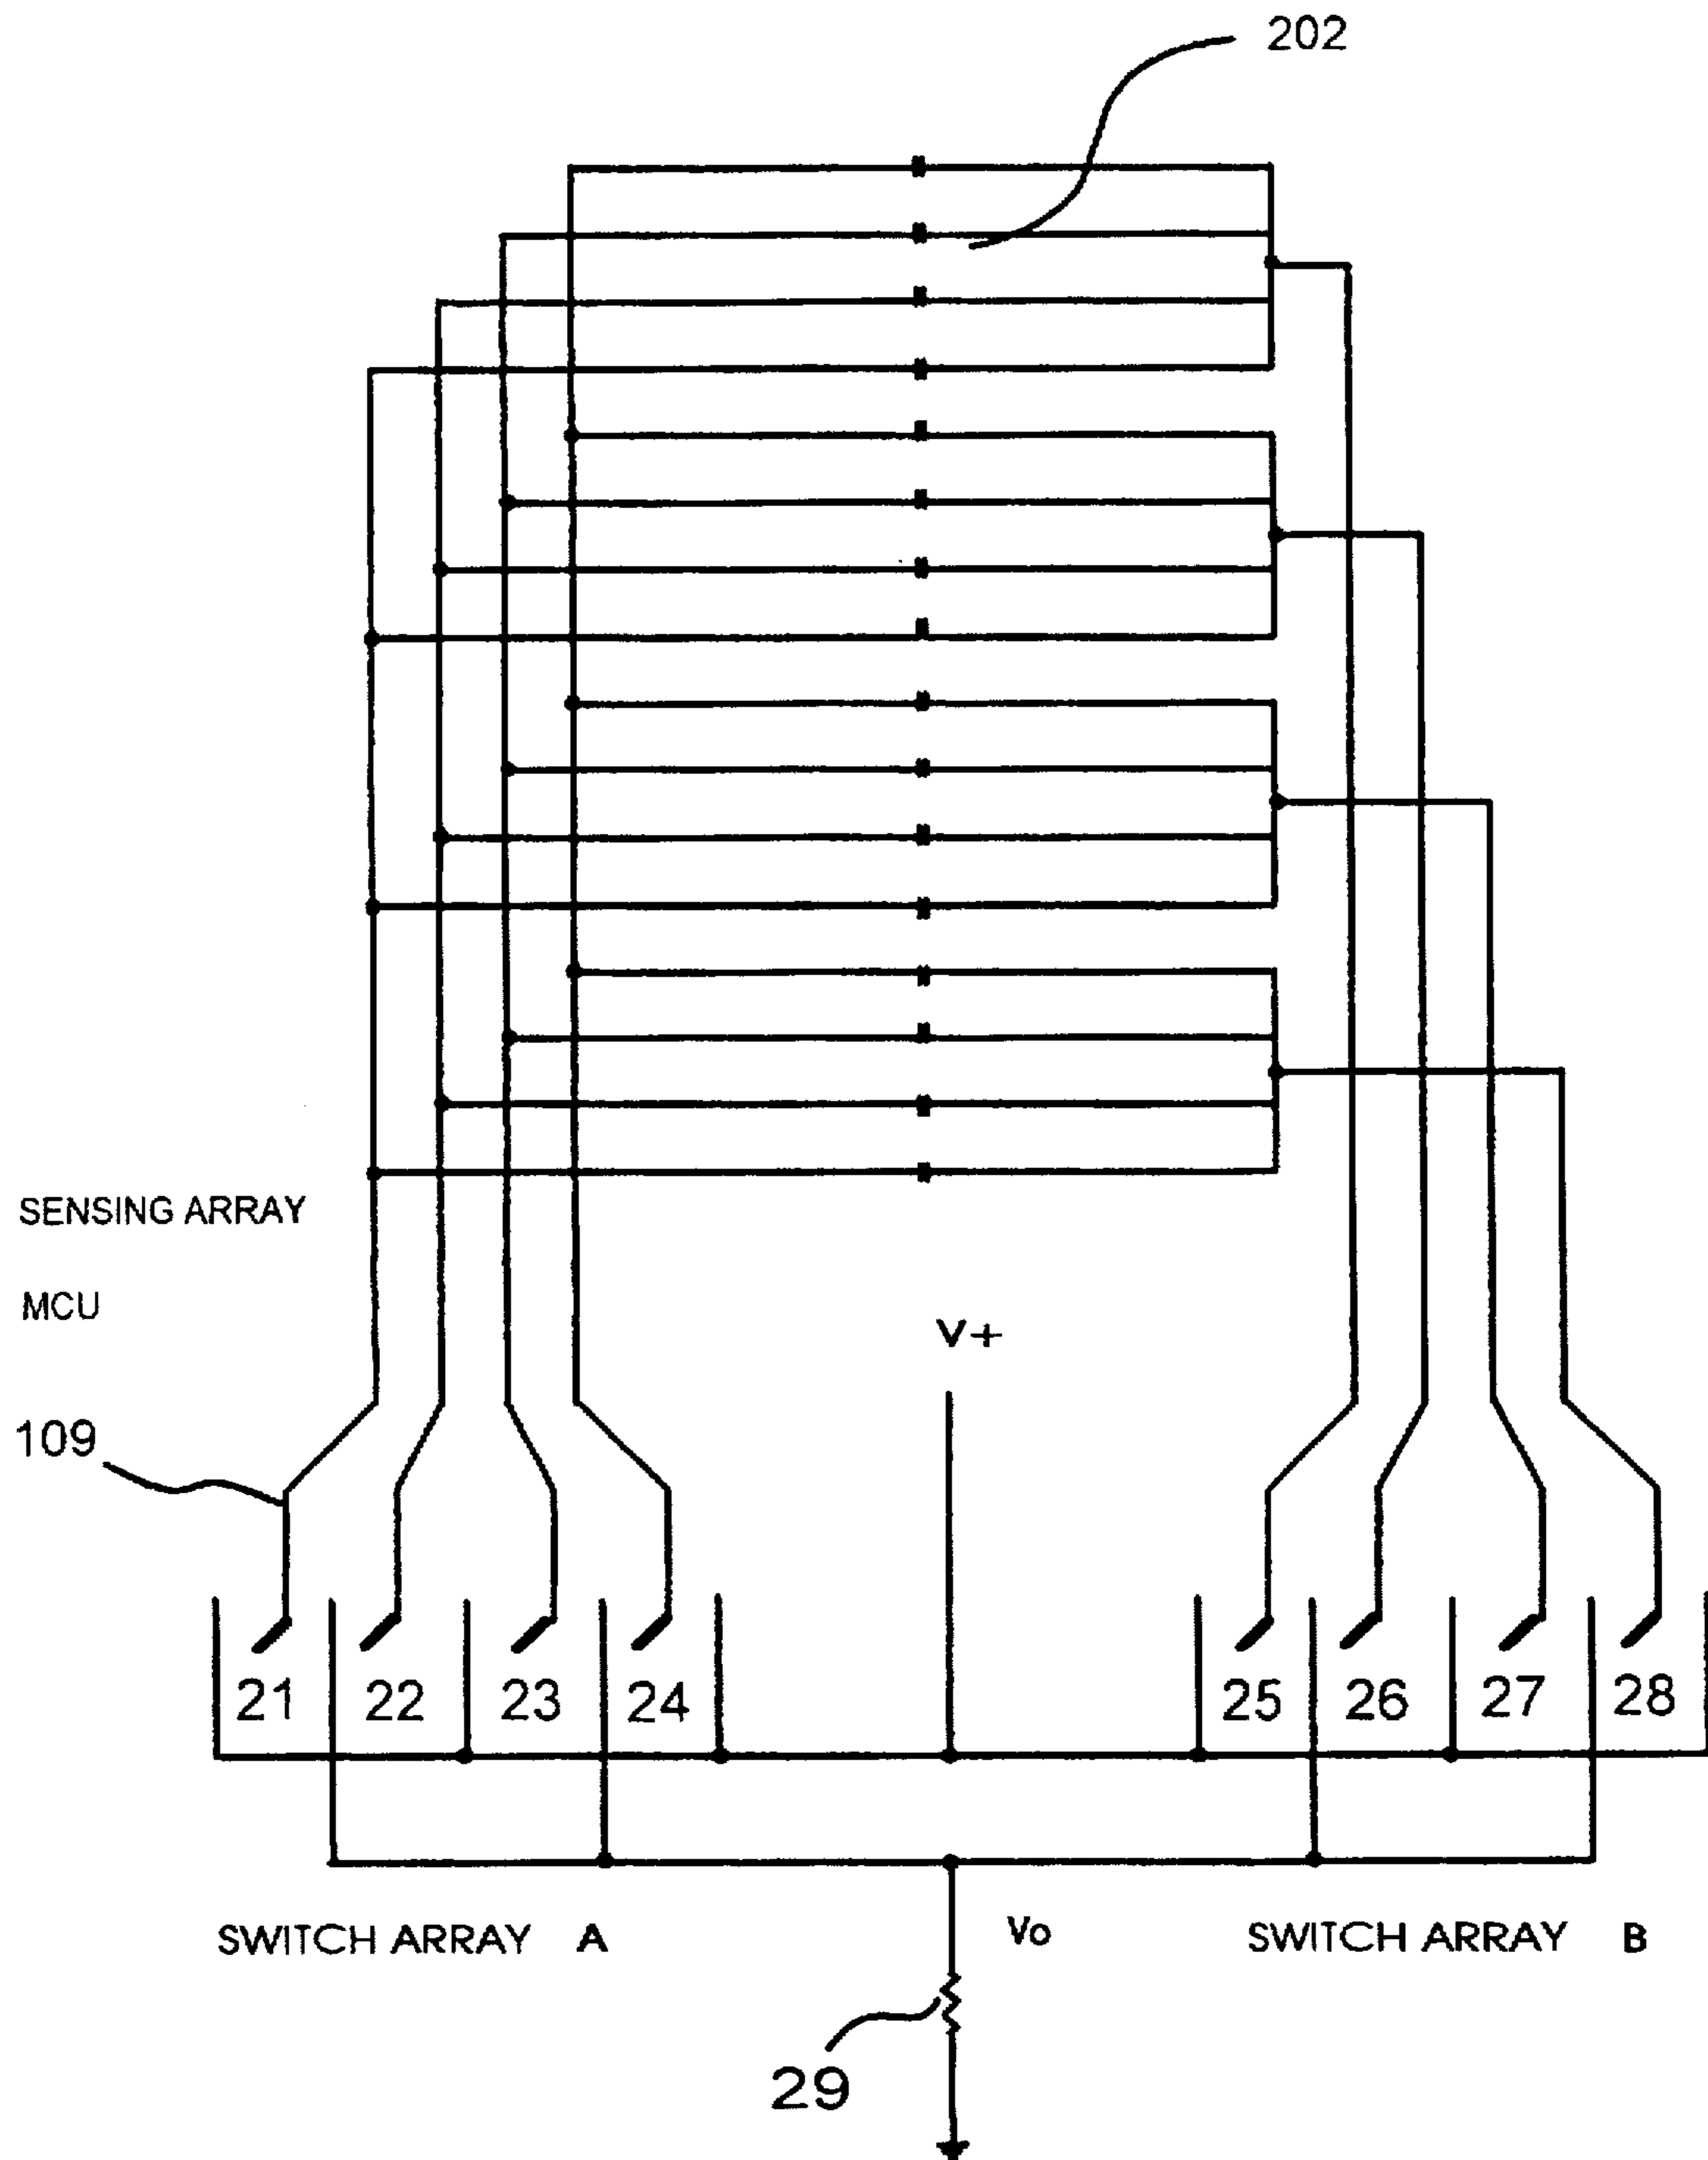 202
SENSING ARRAY
MCU
V+
109
21 22 23 24 25 26 27 28
SWITCH ARRAY A Vo SWITCH ARRAY B
29